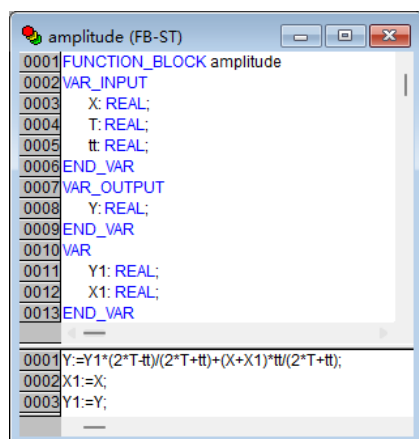 amplitude (FB-ST)
0001 FUNCTION_BLOCK amplitude
0002 VAR_INPUT
0003 X: REAL;
0004 T: REAL;
0005 tt: REAL;
0006 END_VAR
0007 VAR_OUTPUT
0008 Y: REAL;
0009 END_VAR
0010 VAR
0011 Y1: REAL;
0012 X1: REAL;
0013 END_VAR
0001 Y:=Y1*(2*T-tt)/(2*T+tt)+(X+X1)*tt/(2*T+tt);
0002 X1:=X;
0003 Y1:=Y;